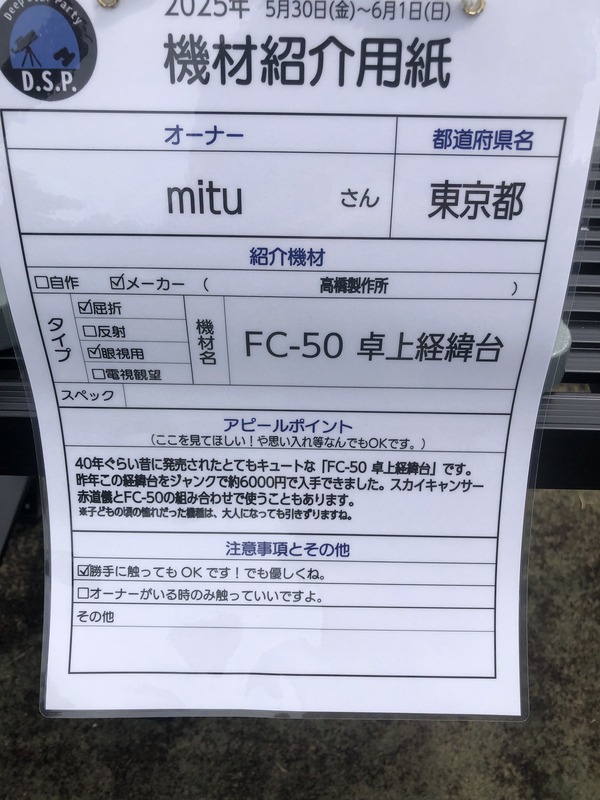 Deep Star Party
D.S.P.
2025年 5月30日(金)~6月1日(日)
機材紹介用紙
オーナー 都道府県名
mitu さん 東京都
紹介機材
□自作 ☑メーカー ( 高橋製作所 )
タイプ
☑屈折
□反射
☑眼視用
□電視観望
機材名
FC-50 卓上経緯台
スペック
アピールポイント
(ここを見てほしい!や思い入れ等なんでもOKです。)
40年ぐらい昔に発売されたとてもキュートな「FC-50 卓上経緯台」です。
昨年この経緯台をジャンクで約6000円で入手できました。スカイキャンサー
赤道儀とFC-50の組み合わせで使うこともあります。
※子どもの頃の憧れだった機種は、大人になっても引きずりますね。
注意事項とその他
☑勝手に触ってもOKです!でも優しくね。
□オーナーがいる時のみ触っていいですよ。
その他